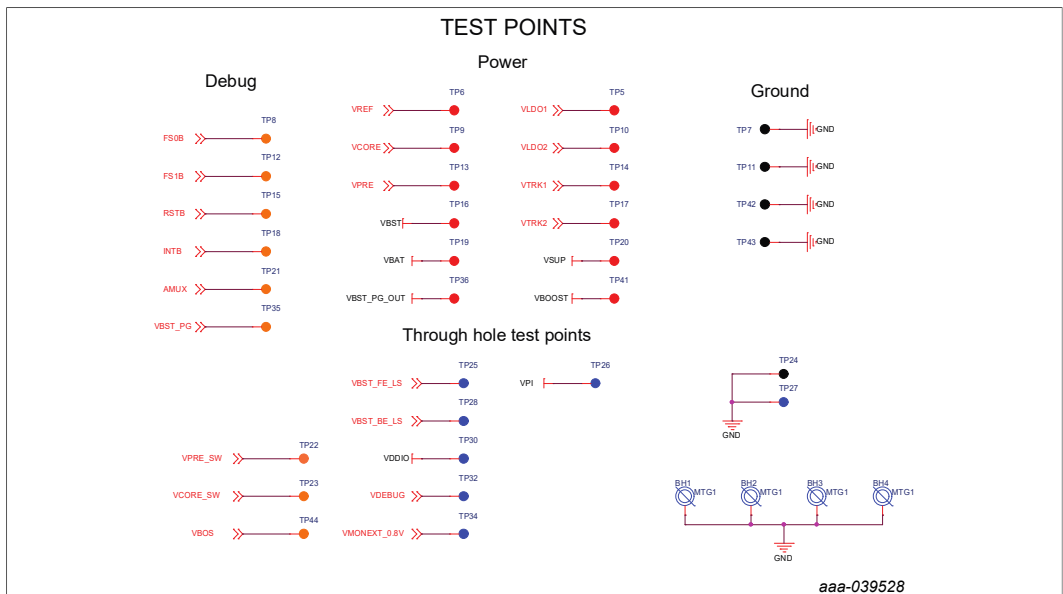 TEST POINTS
Power
Debug
Ground
TP6
VREF
TP5
VLDO1
TP8
FS0B
TP7
GND
TP9
VCORE
TP10
VLDO2
TP12
FS1B
TP11
GND
TP13
VPRE
TP14
VTRK1
TP15
RSTB
TP42
GND
TP16
VBST
TP17
VTRK2
TP18
INTB
TP43
GND
TP19
VBAT
TP20
VSUP
TP21
AMUX
TP36
VBST_PG_OUT
TP41
VBOOST
TP35
VBST_PG
Through hole test points
TP25
VBST_FE_LS
TP26
VPI
TP24
TP27
GND
TP28
VBST_BE_LS
TP22
VPRE_SW
TP30
VDDIO
TP23
VCORE_SW
TP32
VDEBUG
TP44
VBOS
TP34
VMONEXT_0.8V
BH1
MTG1
BH2
MTG1
BH3
MTG1
BH4
MTG1
GND
aaa-039528